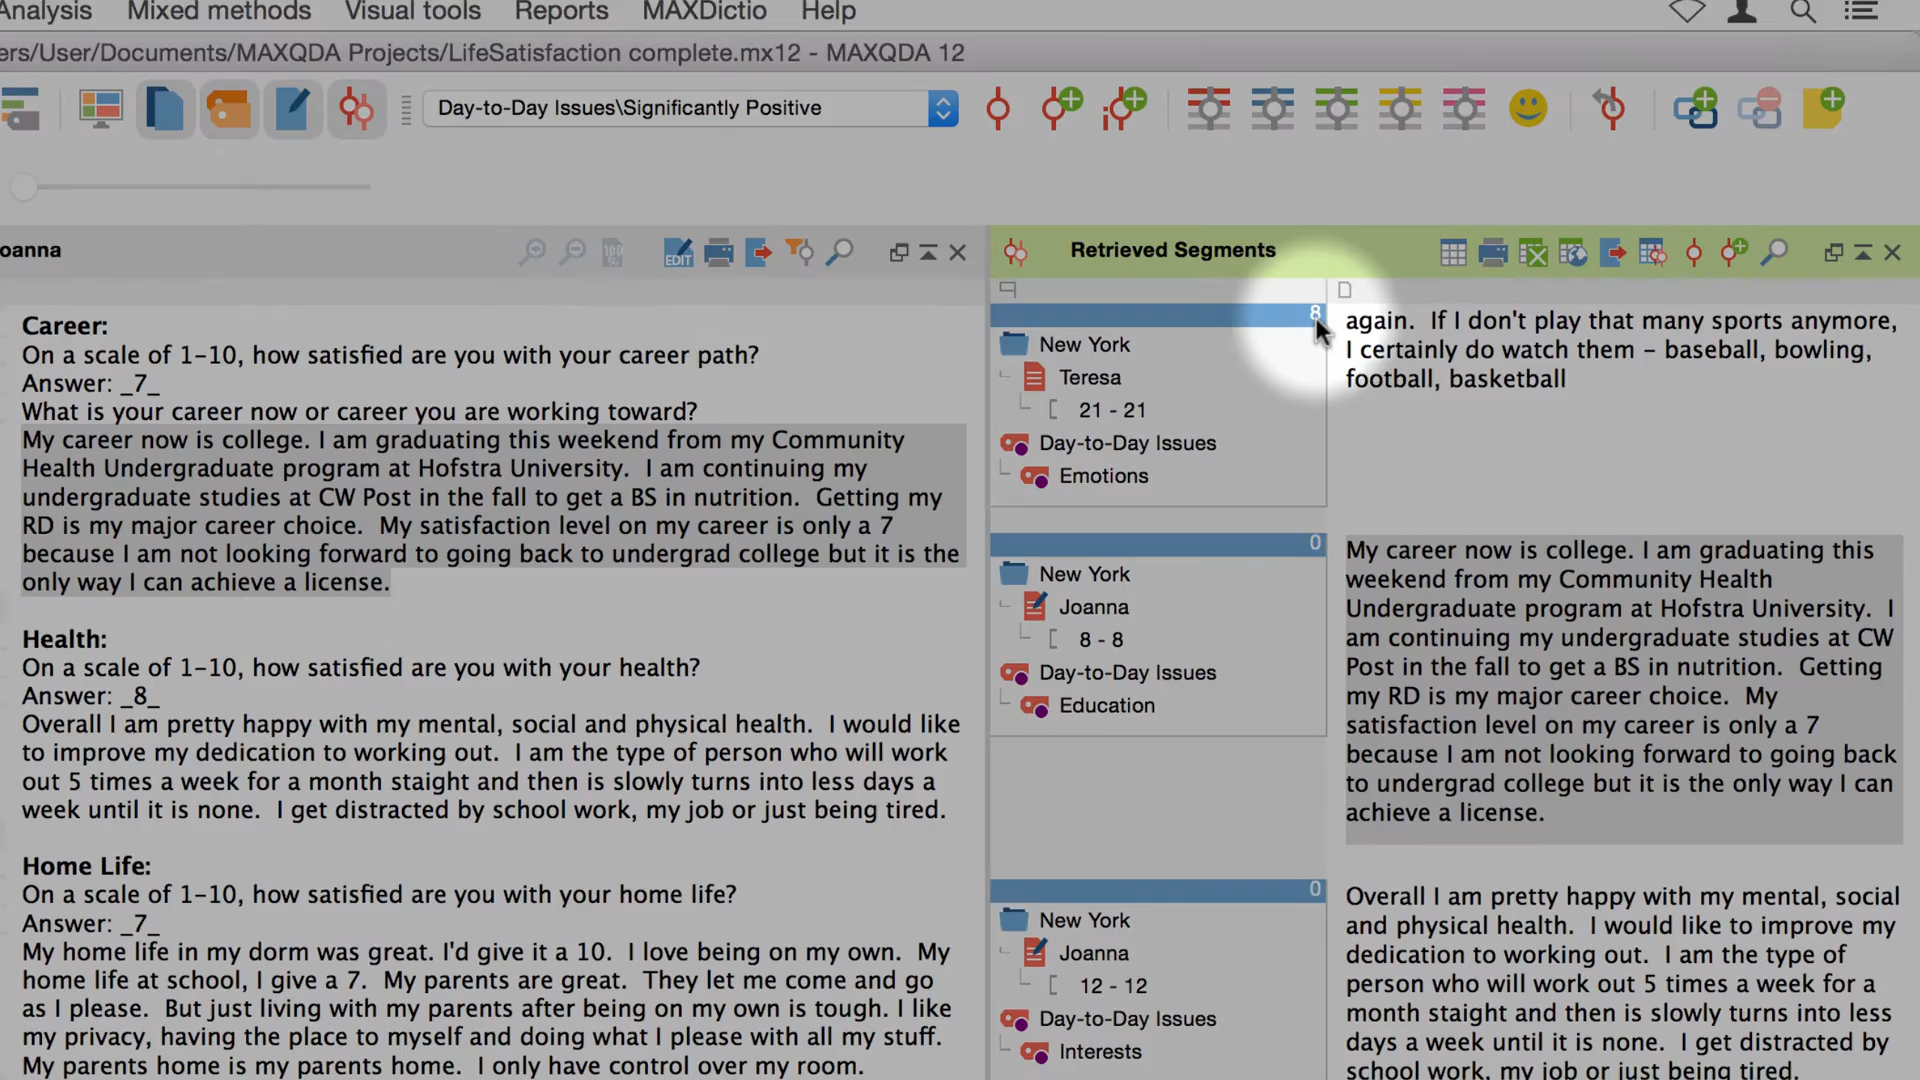 Analysis Mixed methods Visual tools Reports MAXDictio Help
ers/User/Documents/MAXQDA Projects/LifeSatisfaction complete.mx12 - MAXQDA 12
Day-to-Day Issues\Significantly Positive
oanna
100
EDIT
Career:
On a scale of 1-10, how satisfied are you with your career path?
Answer: _7_
What is your career now or career you are working toward?
My career now is college. I am graduating this weekend from my Community
Health Undergraduate program at Hofstra University. I am continuing my
undergraduate studies at CW Post in the fall to get a BS in nutrition. Getting my
RD is my major career choice. My satisfaction level on my career is only a 7
because I am not looking forward to going back to undergrad college but it is the
only way I can achieve a license.
Health:
On a scale of 1-10, how satisfied are you with your health?
Answer: _8_
Overall I am pretty happy with my mental, social and physical health. I would like
to improve my dedication to working out. I am the type of person who will work
out 5 times a week for a month staight and then is slowly turns into less days a
week until it is none. I get distracted by school work, my job or just being tired.
Home Life:
On a scale of 1-10, how satisfied are you with your home life?
Answer: _7_
My home life in my dorm was great. I'd give it a 10. I love being on my own. My
home life at school, I give a 7. My parents are great. They let me come and go
as I please. But just living with my parents after being on my own is tough. I like
my privacy, having the place to myself and doing what I please with all my stuff.
My parents home is my parents home. I only have control over my room.
Retrieved Segments
8
New York
Teresa
21 - 21
Day-to-Day Issues
Emotions
again. If I don't play that many sports anymore,
I certainly do watch them – baseball, bowling,
football, basketball
0
New York
Joanna
8 - 8
Day-to-Day Issues
Education
My career now is college. I am graduating this
weekend from my Community Health
Undergraduate program at Hofstra University. I
am continuing my undergraduate studies at CW
Post in the fall to get a BS in nutrition. Getting
my RD is my major career choice. My
satisfaction level on my career is only a 7
because I am not looking forward to going back
to undergrad college but it is the only way I can
achieve a license.
0
New York
Joanna
12 - 12
Day-to-Day Issues
Interests
Overall I am pretty happy with my mental, social
and physical health. I would like to improve my
dedication to working out. I am the type of
person who will work out 5 times a week for a
month staight and then is slowly turns into less
days a week until it is none. I get distracted by
school work, my job or just being tired.